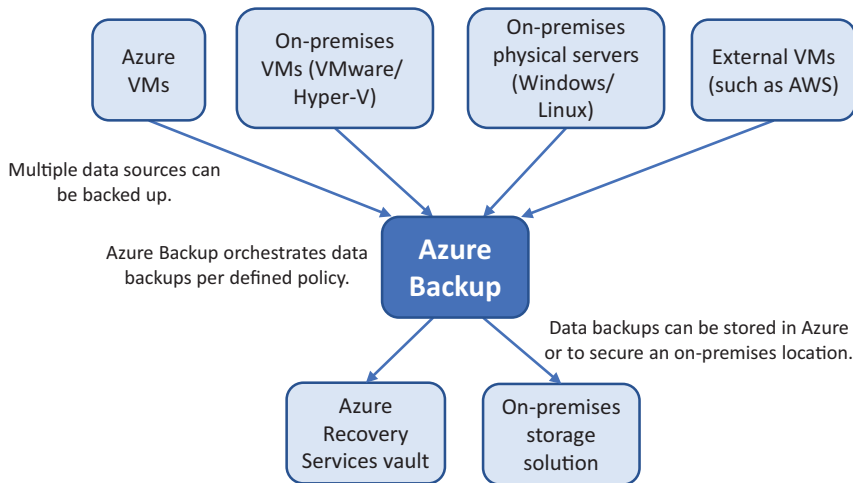 Azure
VMs
On-premises
VMs (VMware/
Hyper-V)
On-premises
physical servers
(Windows/
Linux)
External VMs
(such as AWS)
Multiple data sources can
be backed up.
Azure Backup orchestrates data
backups per defined policy.
Azure
Backup
Data backups can be stored in Azure
or to secure an on-premises location.
Azure
Recovery
Services vault
On-premises
storage
solution